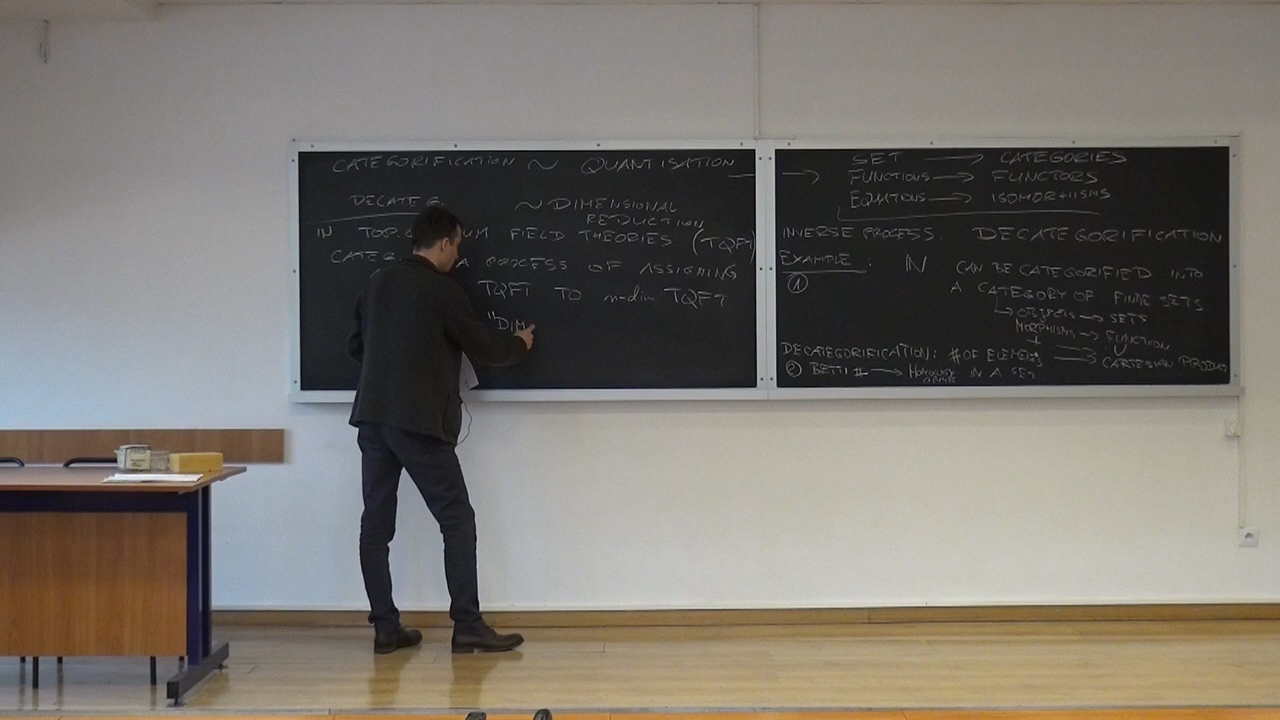 CATEGORIFICATION ~ QUANTISATION
DECATEG. ~ DIMENSIONAL
REDUCTION
IN TOP. FIELD THEORIES (TQFT)
CATEG. A PROCESS OF ASSIGNING
TQFT TO n-dim TQFT
"DIM
→ SET → CATEGORIES
FUNCTIONS → FUNCTORS
EQUATIONS → ISOMORPHISMS
INVERSE PROCESS. DECATEGORIFICATION
EXAMPLE. ℕ CAN BE CATEGORIFIED INTO
① A CATEGORY OF FINITE SETS
OBJECTS → SETS
MORPHISMS → FUNCTION
+ → CARTESIAN PRODUCT
DECATEGORIFICATION: # OF ELEMENTS
② BETTI # → HOMOLOGY IN A SET
GROUPS